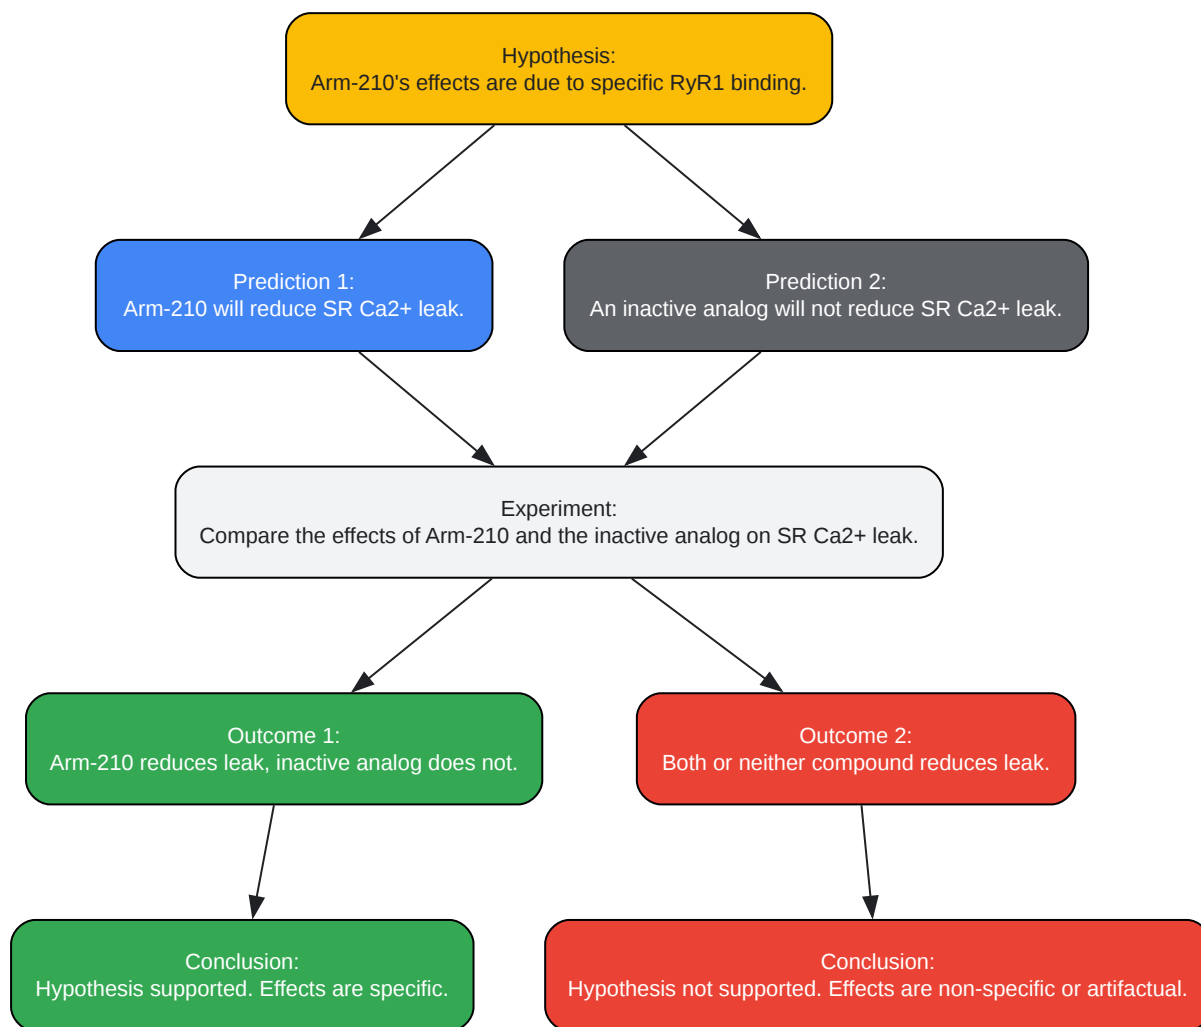 Hypothesis:
Arm-210's effects are due to specific RyR1 binding.
Prediction 1:
Arm-210 will reduce SR Ca2+ leak.
Prediction 2:
An inactive analog will not reduce SR Ca2+ leak.
Experiment:
Compare the effects of Arm-210 and the inactive analog on SR Ca2+ leak.
Outcome 1:
Arm-210 reduces leak, inactive analog does not.
Outcome 2:
Both or neither compound reduces leak.
Conclusion:
Hypothesis supported. Effects are specific.
Conclusion:
Hypothesis not supported. Effects are non-specific or artifactual.